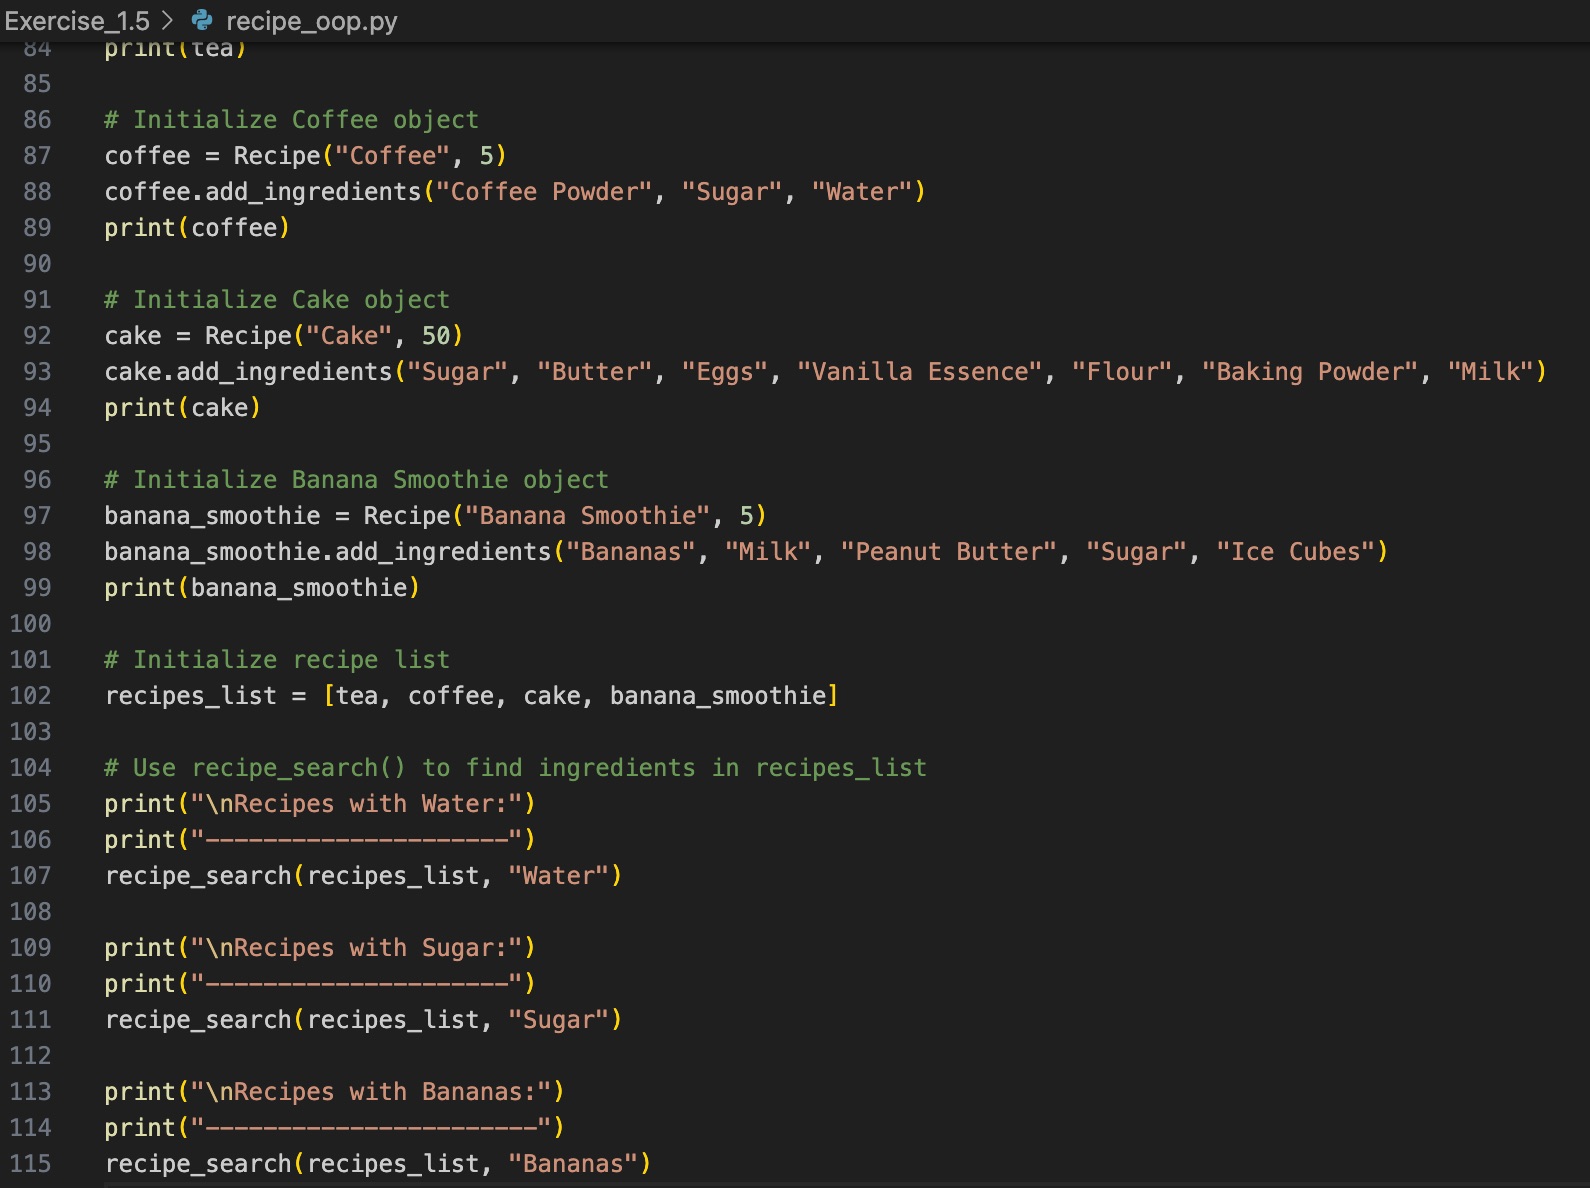 Exercise_1.5 > recipe_oop.py
84 print(tea)
85
86 # Initialize Coffee object
87 coffee = Recipe("Coffee", 5)
88 coffee.add_ingredients("Coffee Powder", "Sugar", "Water")
89 print(coffee)
90
91 # Initialize Cake object
92 cake = Recipe("Cake", 50)
93 cake.add_ingredients("Sugar", "Butter", "Eggs", "Vanilla Essence", "Flour", "Baking Powder", "Milk")
94 print(cake)
95
96 # Initialize Banana Smoothie object
97 banana_smoothie = Recipe("Banana Smoothie", 5)
98 banana_smoothie.add_ingredients("Bananas", "Milk", "Peanut Butter", "Sugar", "Ice Cubes")
99 print(banana_smoothie)
100
101 # Initialize recipe list
102 recipes_list = [tea, coffee, cake, banana_smoothie]
103
104 # Use recipe_search() to find ingredients in recipes_list
105 print("\nRecipes with Water:")
106 print("---------------------")
107 recipe_search(recipes_list, "Water")
108
109 print("\nRecipes with Sugar:")
110 print("---------------------")
111 recipe_search(recipes_list, "Sugar")
112
113 print("\nRecipes with Bananas:")
114 print("-----------------------")
115 recipe_search(recipes_list, "Bananas")